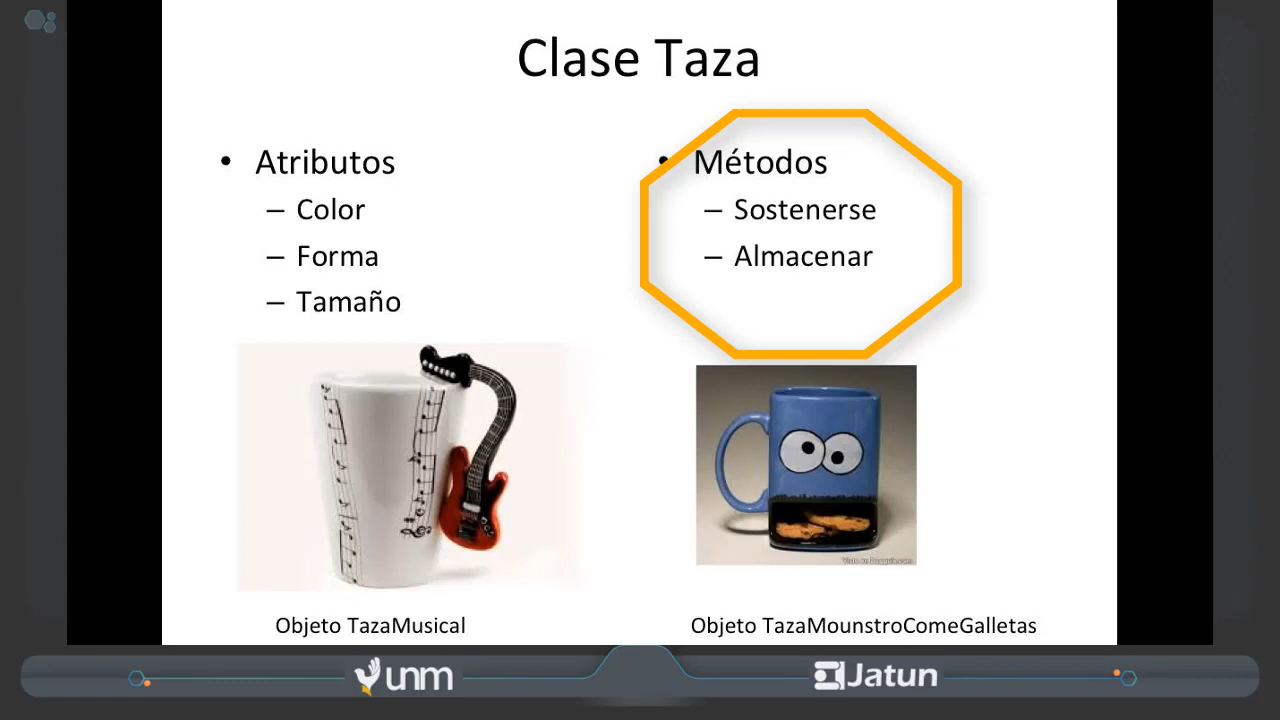 Clase Taza
• Atributos
– Color
– Forma
– Tamaño
• Métodos
– Sostenerse
– Almacenar
Objeto TazaMusical
Objeto TazaMounstroComeGalletas
unm
Jatun